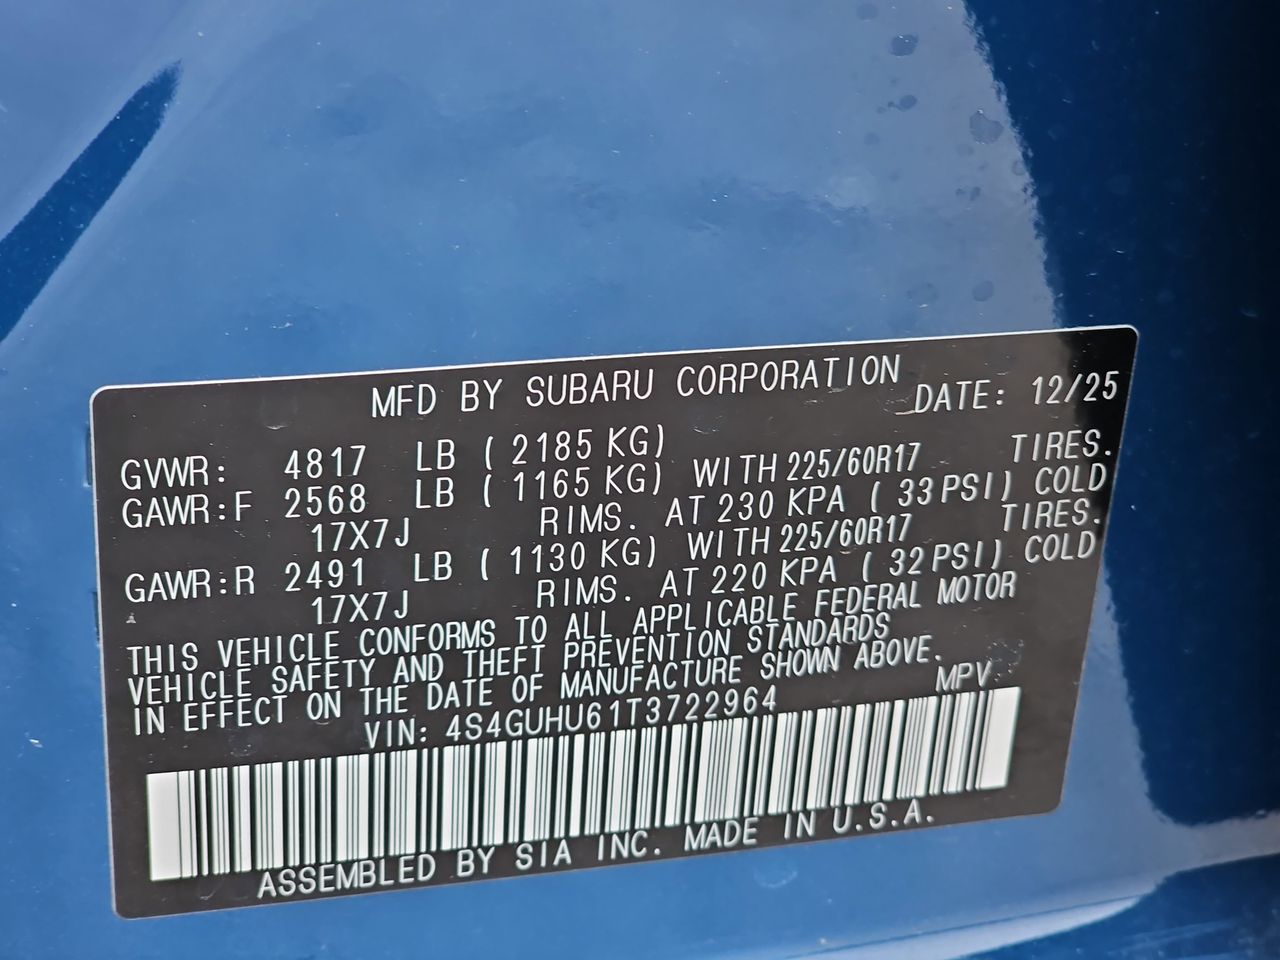 MFD BY SUBARU CORPORATION DATE: 12/25
GVWR: 4817 LB ( 2185 KG)
GAWR:F 2568 LB ( 1165 KG) WITH 225/60R17 TIRES.
17X7J RIMS. AT 230 KPA ( 33 PSI) COLD
GAWR:R 2491 LB ( 1130 KG) WITH 225/60R17 TIRES.
17X7J RIMS. AT 220 KPA ( 32 PSI) COLD
THIS VEHICLE CONFORMS TO ALL APPLICABLE FEDERAL MOTOR
VEHICLE SAFETY AND THEFT PREVENTION STANDARDS
IN EFFECT ON THE DATE OF MANUFACTURE SHOWN ABOVE.
VIN: 4S4GUHU61T3722964 MPV
ASSEMBLED BY SIA INC. MADE IN U.S.A.